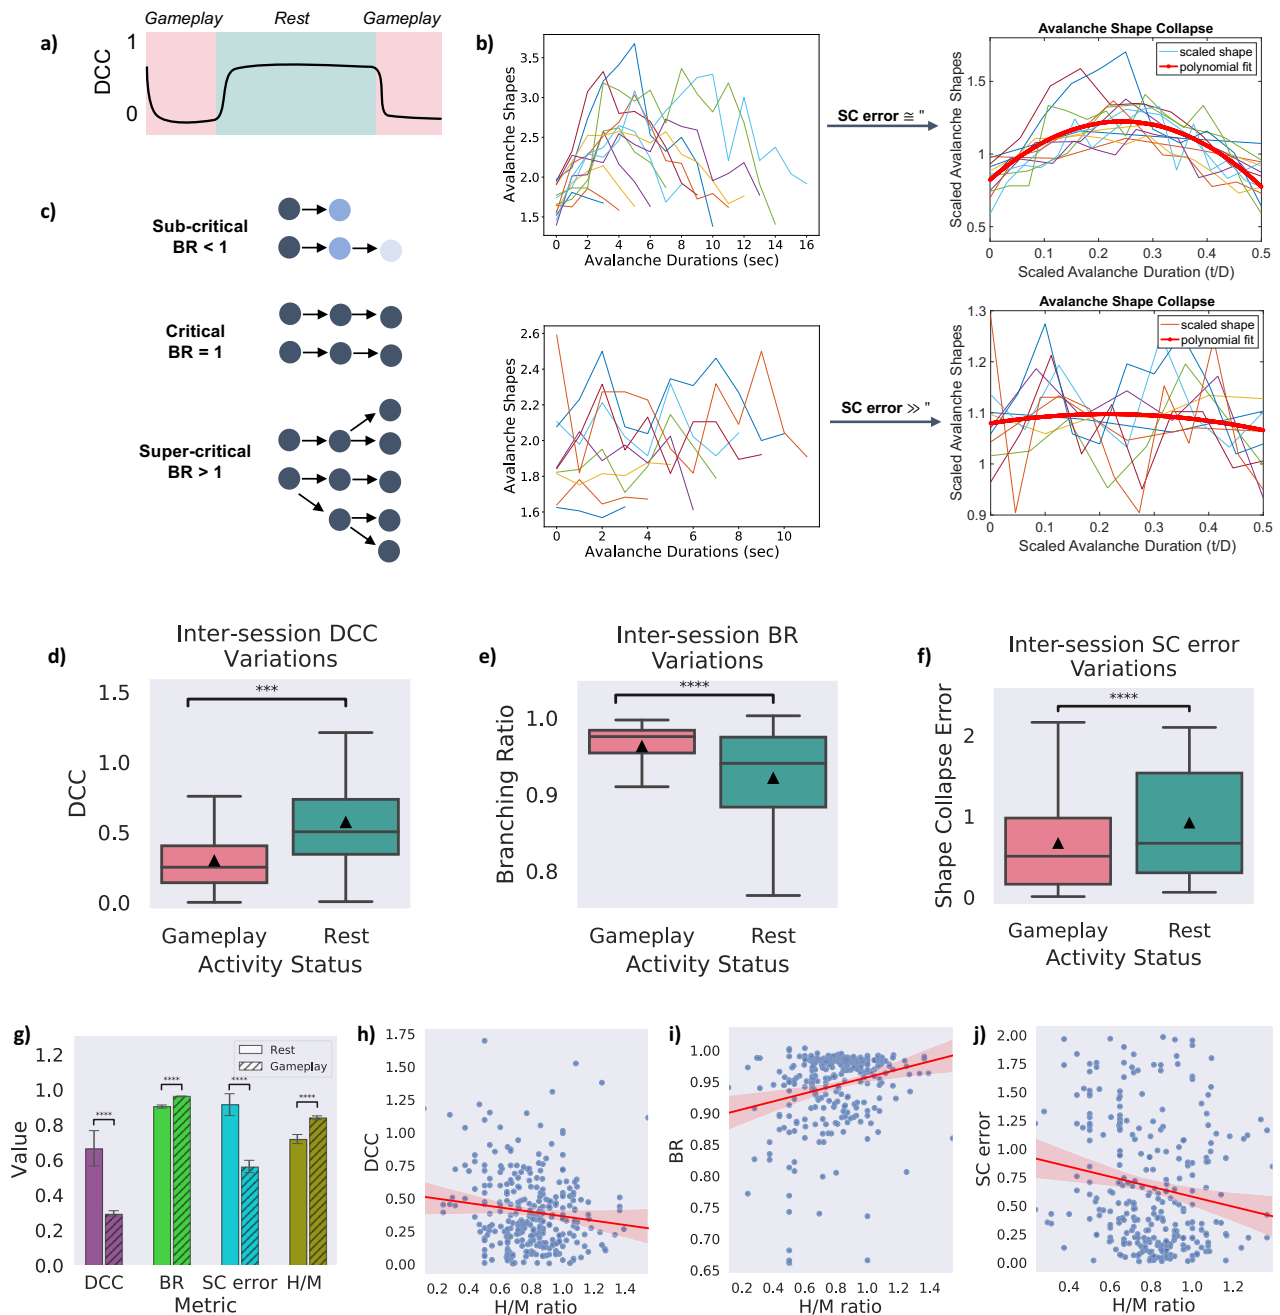 a)
Gameplay
Rest
Gameplay
DCC
1
0
b)
Avalanche Shapes
3.5
3.0
2.5
2.0
1.5
0 2 4 6 8 10 12 14 16
Avalanche Durations (sec)
SC error ≅ "
Avalanche Shape Collapse
scaled shape
polynomial fit
Scaled Avalanche Shapes
1.5
1
0.5
0 0.1 0.2 0.3 0.4 0.5
Scaled Avalanche Duration (t/D)
c)
Sub-critical
BR < 1
Critical
BR = 1
Super-critical
BR > 1
Avalanche Shapes
2.6
2.4
2.2
2.0
1.8
1.6
0 2 4 6 8 10
Avalanche Durations (sec)
SC error ≫ "
Avalanche Shape Collapse
scaled shape
polynomial fit
Scaled Avalanche Shapes
1.3
1.2
1.1
1
0.9
0 0.1 0.2 0.3 0.4 0.5
Scaled Avalanche Duration (t/D)
d)
Inter-session DCC
Variations
***
DCC
1.5
1.0
0.5
0.0
Gameplay Rest
Activity Status
e)
Inter-session BR
Variations
****
Branching Ratio
1.0
0.9
0.8
Gameplay Rest
Activity Status
f)
Inter-session SC error
Variations
****
Shape Collapse Error
2
1
0
Gameplay Rest
Activity Status
g)
Value
1.2
1.0
0.8
0.6
0.4
0.2
0.0
Rest
Gameplay
****
****
****
****
DCC BR SC error H/M
Metric
h)
DCC
1.75
1.50
1.25
1.00
0.75
0.50
0.25
0.00
0.2 0.4 0.6 0.8 1.0 1.2 1.4
H/M ratio
i)
BR
1.00
0.95
0.90
0.85
0.80
0.75
0.70
0.65
0.2 0.4 0.6 0.8 1.0 1.2 1.4
H/M ratio
j)
SC error
2.00
1.75
1.50
1.25
1.00
0.75
0.50
0.25
0.00
0.4 0.6 0.8 1.0 1.2
H/M ratio